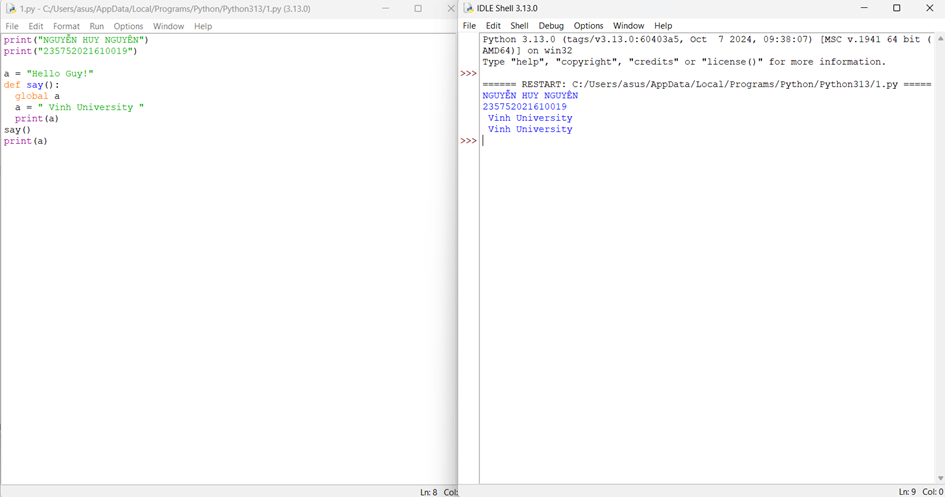 1.py - C:/Users/asus/AppData/Local/Programs/Python/Python313/1.py (3.13.0)
File Edit Format Run Options Window Help
print("NGUYỄN HUY NGUYÊN")
print("235752021610019")
a = "Hello Guy!"
def say():
  global a
  a = " Vinh University "
  print(a)
say()
print(a)
Ln: 8 Col:
IDLE Shell 3.13.0
File Edit Shell Debug Options Window Help
Python 3.13.0 (tags/v3.13.0:60403a5, Oct  7 2024, 09:38:07) [MSC v.1941 64 bit (
AMD64)] on win32
Type "help", "copyright", "credits" or "license()" for more information.
>>>
====== RESTART: C:/Users/asus/AppData/Local/Programs/Python/Python313/1.py =====
NGUYỄN HUY NGUYÊN
235752021610019
 Vinh University
 Vinh University
>>>
Ln: 9 Col: 0